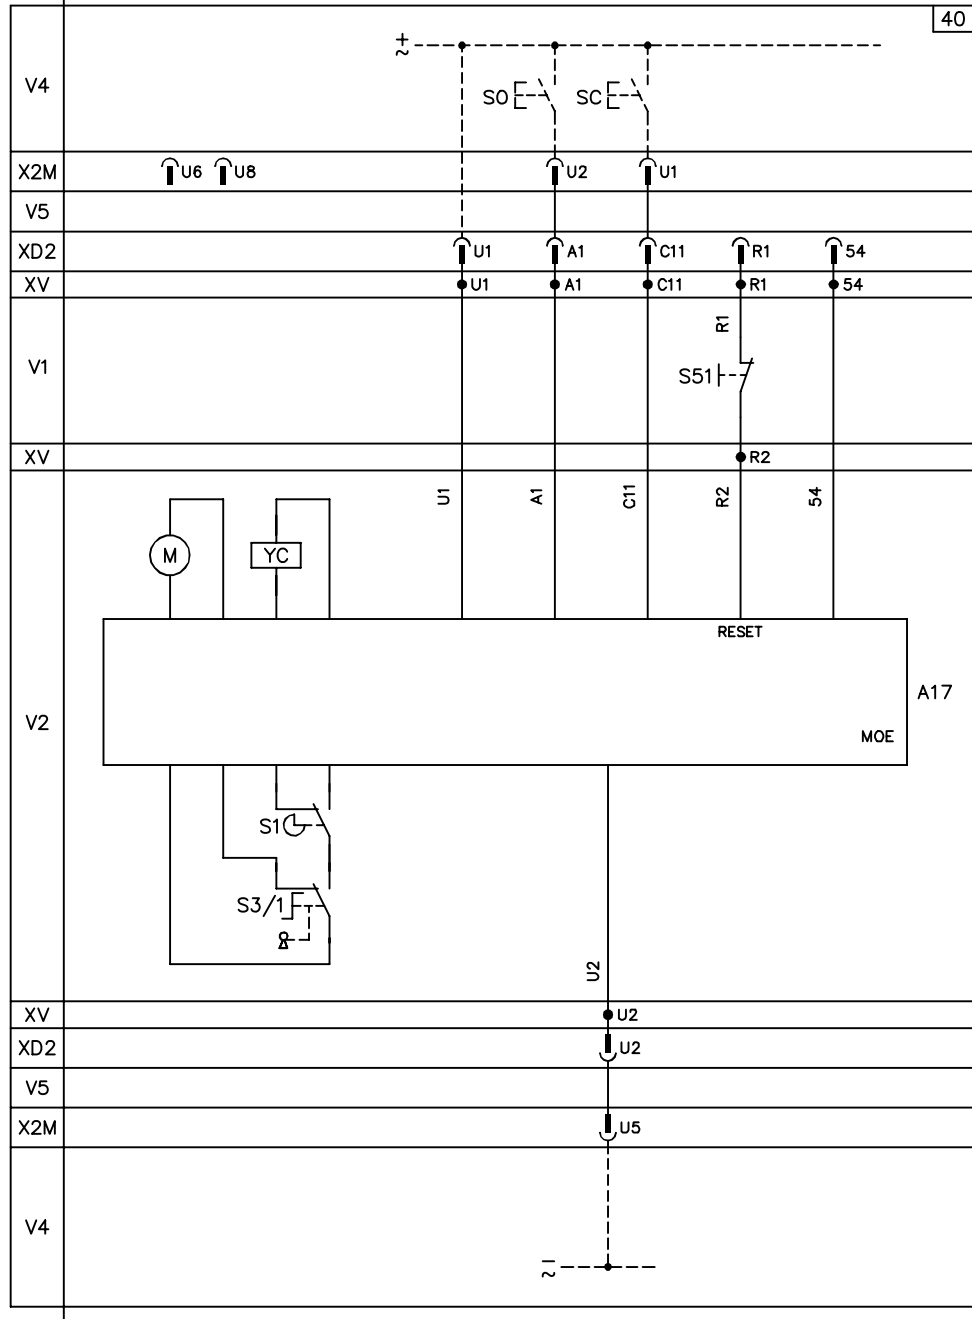 40
+
~
V4
SO
SC
X2M
U6
U8
U2
U1
V5
XD2
U1
A1
C11
R1
54
XV
U1
A1
C11
R1
54
R1
V1
S51
XV
R2
U1
A1
C11
R2
54
M
YC
RESET
A17
V2
MOE
S1
S3/1
U2
XV
U2
XD2
U2
V5
X2M
U5
V4
–
~